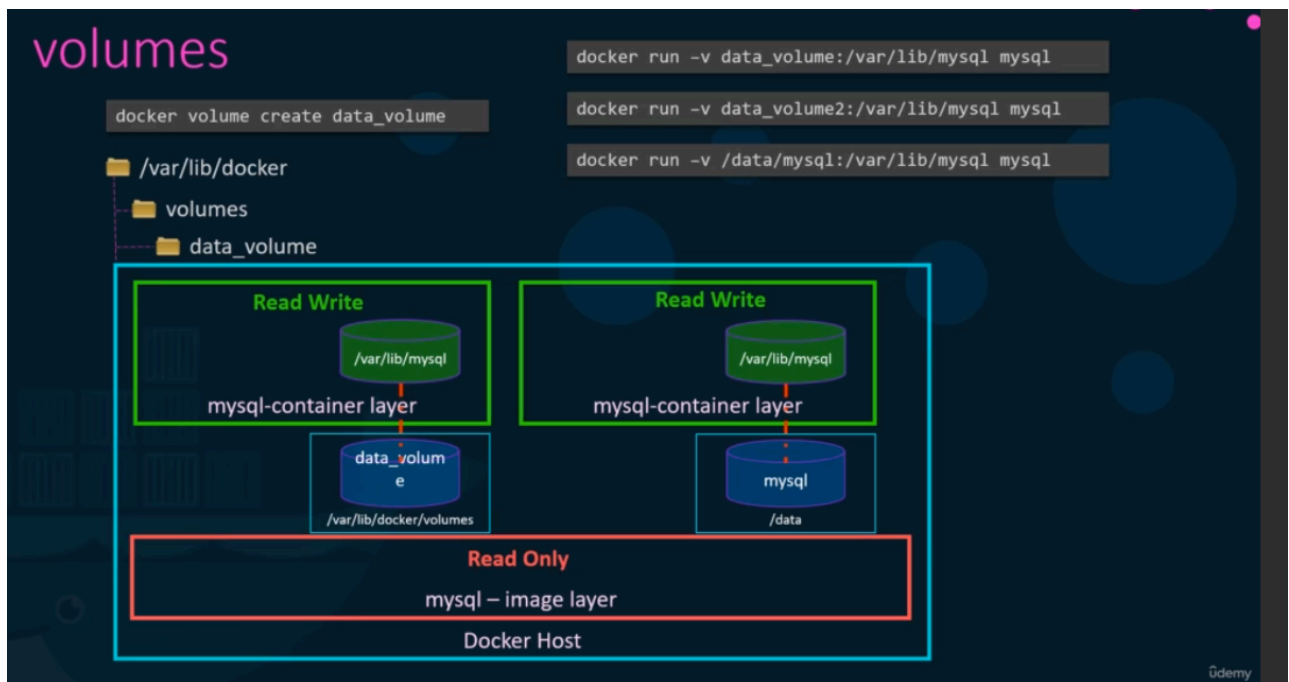 volumes
docker volume create data_volume
/var/lib/docker
volumes
data_volume
docker run –v data_volume:/var/lib/mysql mysql
docker run –v data_volume2:/var/lib/mysql mysql
docker run –v /data/mysql:/var/lib/mysql mysql
Read Write
/var/lib/mysql
mysql-container layer
data_volum
e
/var/lib/docker/volumes
Read Write
/var/lib/mysql
mysql-container layer
mysql
/data
Read Only
mysql – image layer
Docker Host
ûdemy